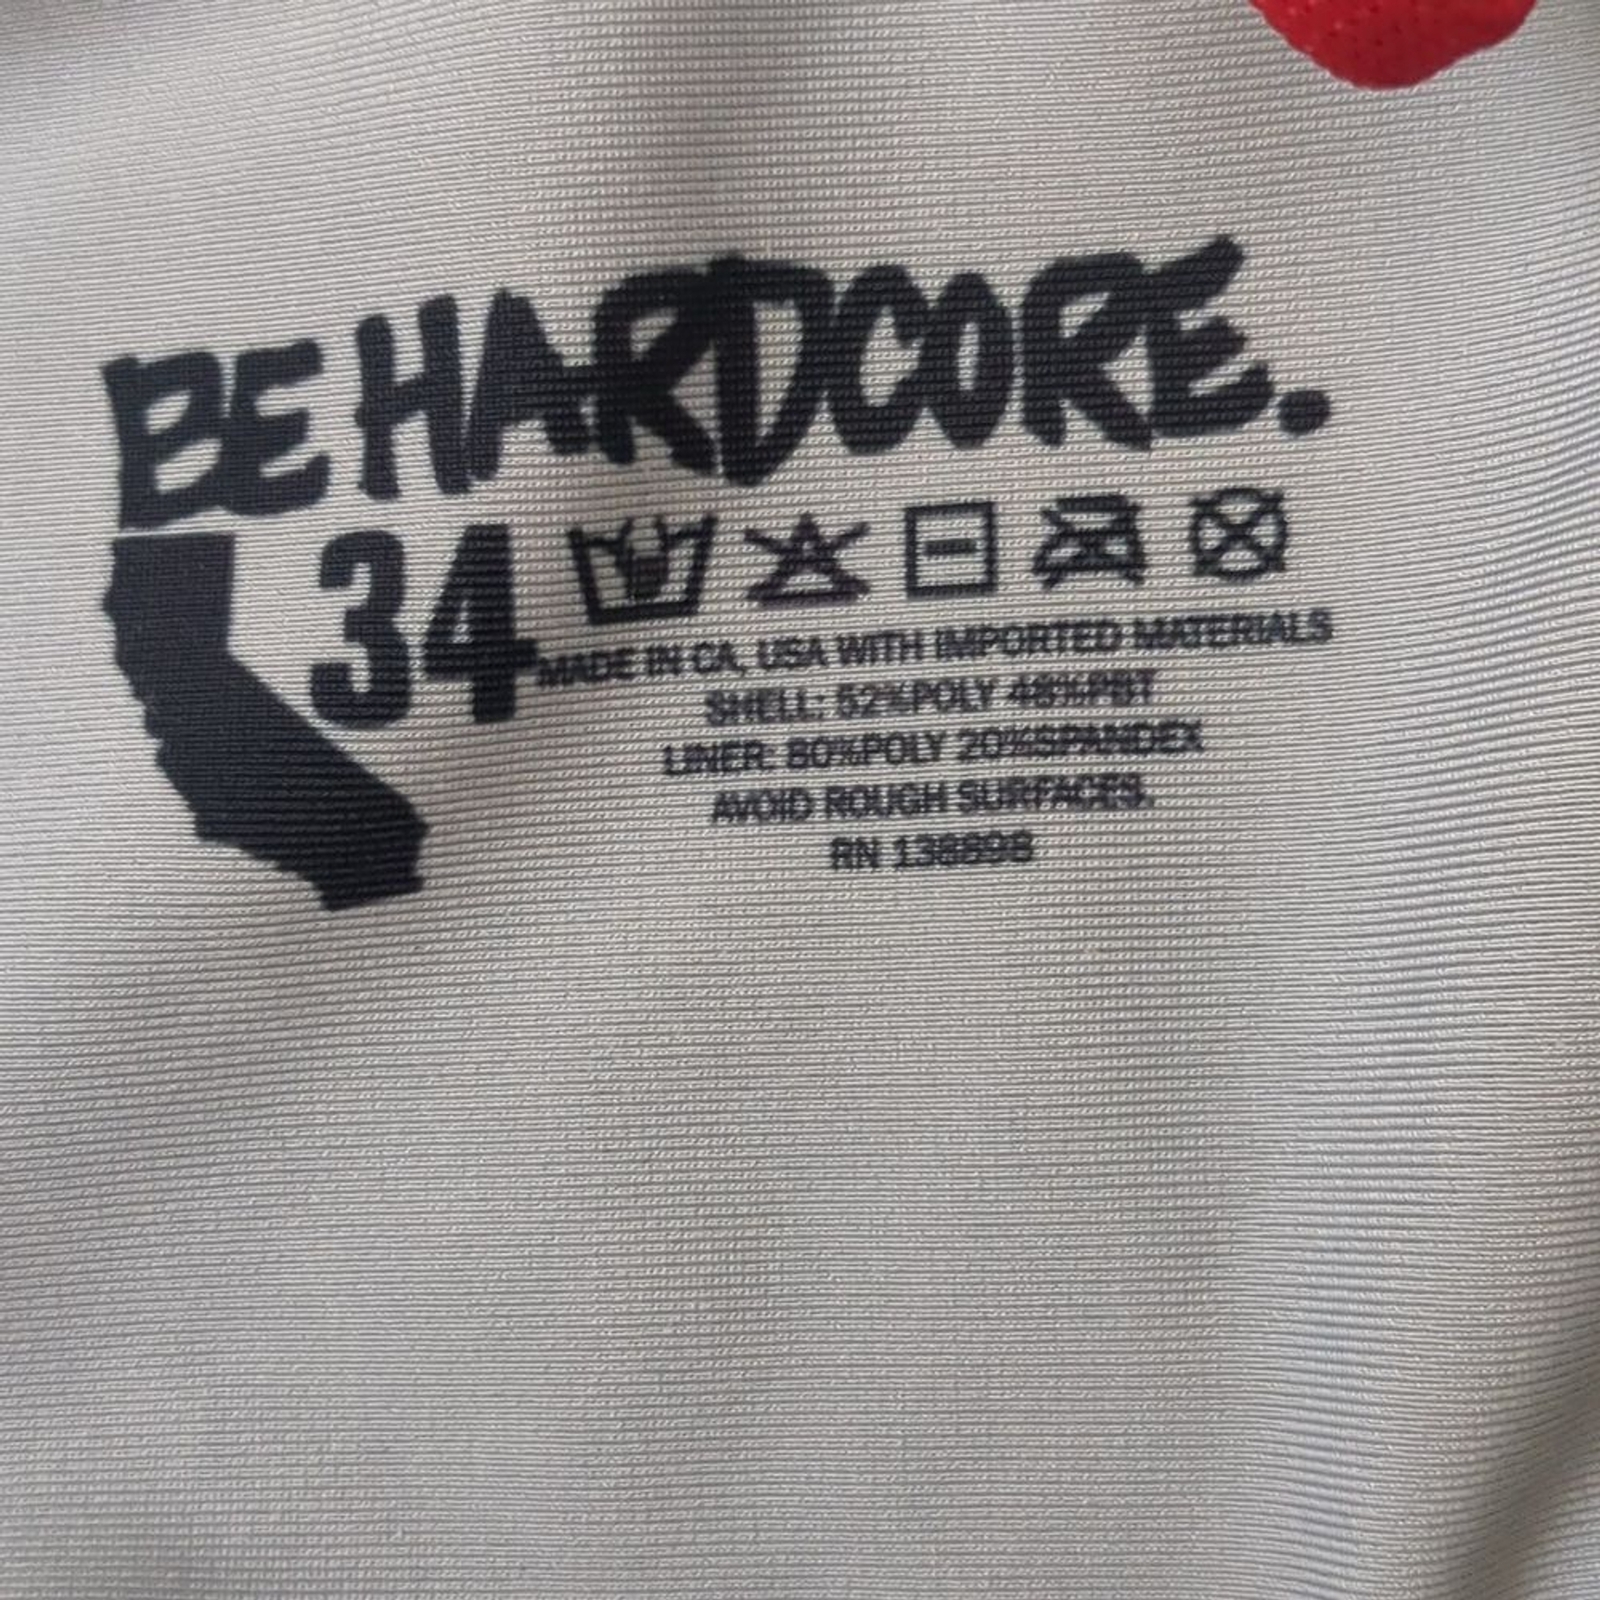 BE HARDCORE.
34
MADE IN CA, USA WITH IMPORTED MATERIALS
SHELL: 52%POLY 48%PBT
LINER: 80%POLY 20%SPANDEX
AVOID ROUGH SURFACES.
RN 138898